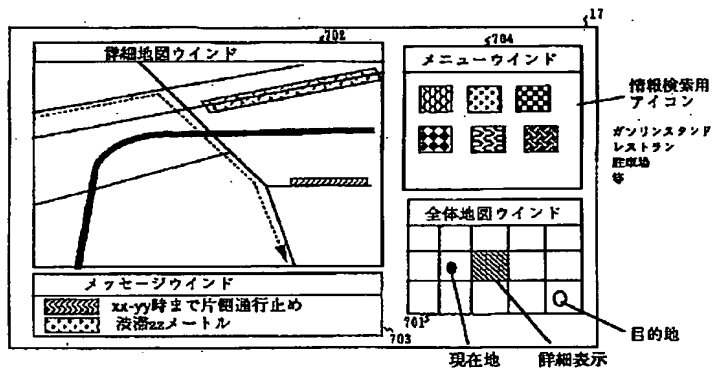 17
702
詳細地図ウインド
704
メニューウインド
情報検索用
アイコン
ガソリンスタンド
レストラン
駐車場
等
全体地図ウインド
メッセージウインド
xx-yy時まで片側通行止め
渋滞zzメートル
703
701
現在地
詳細表示
目的地